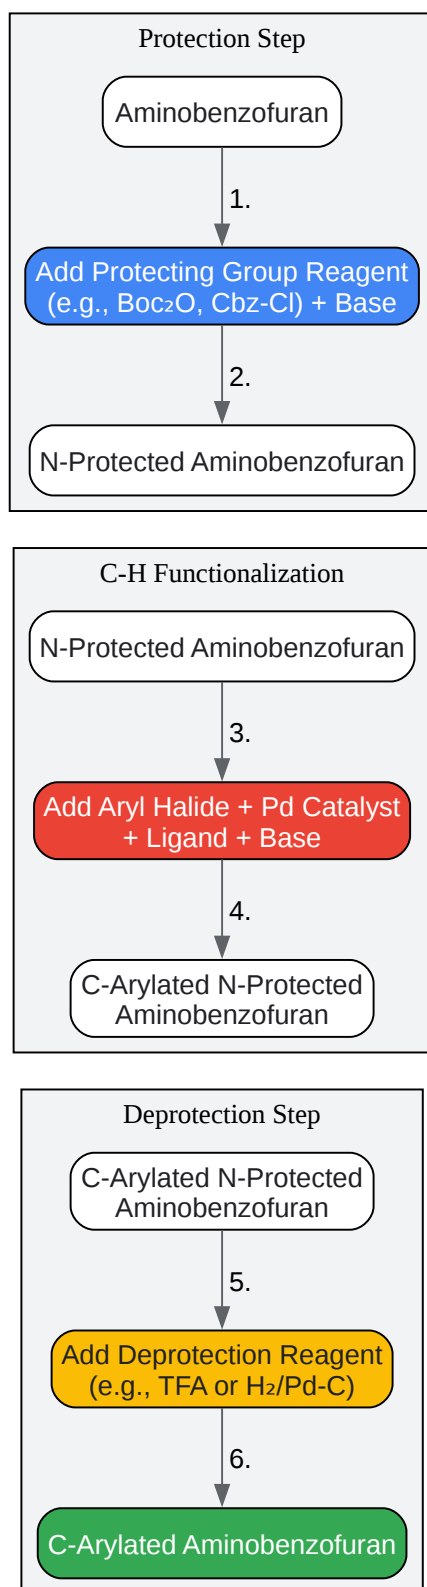 Protection Step
Aminobenzofuran
1.
Add Protecting Group Reagent
(e.g., Boc₂O, Cbz-Cl) + Base
2.
N-Protected Aminobenzofuran
C-H Functionalization
N-Protected Aminobenzofuran
3.
Add Aryl Halide + Pd Catalyst
+ Ligand + Base
4.
C-Arylated N-Protected
Aminobenzofuran
Deprotection Step
C-Arylated N-Protected
Aminobenzofuran
5.
Add Deprotection Reagent
(e.g., TFA or H₂/Pd-C)
6.
C-Arylated Aminobenzofuran